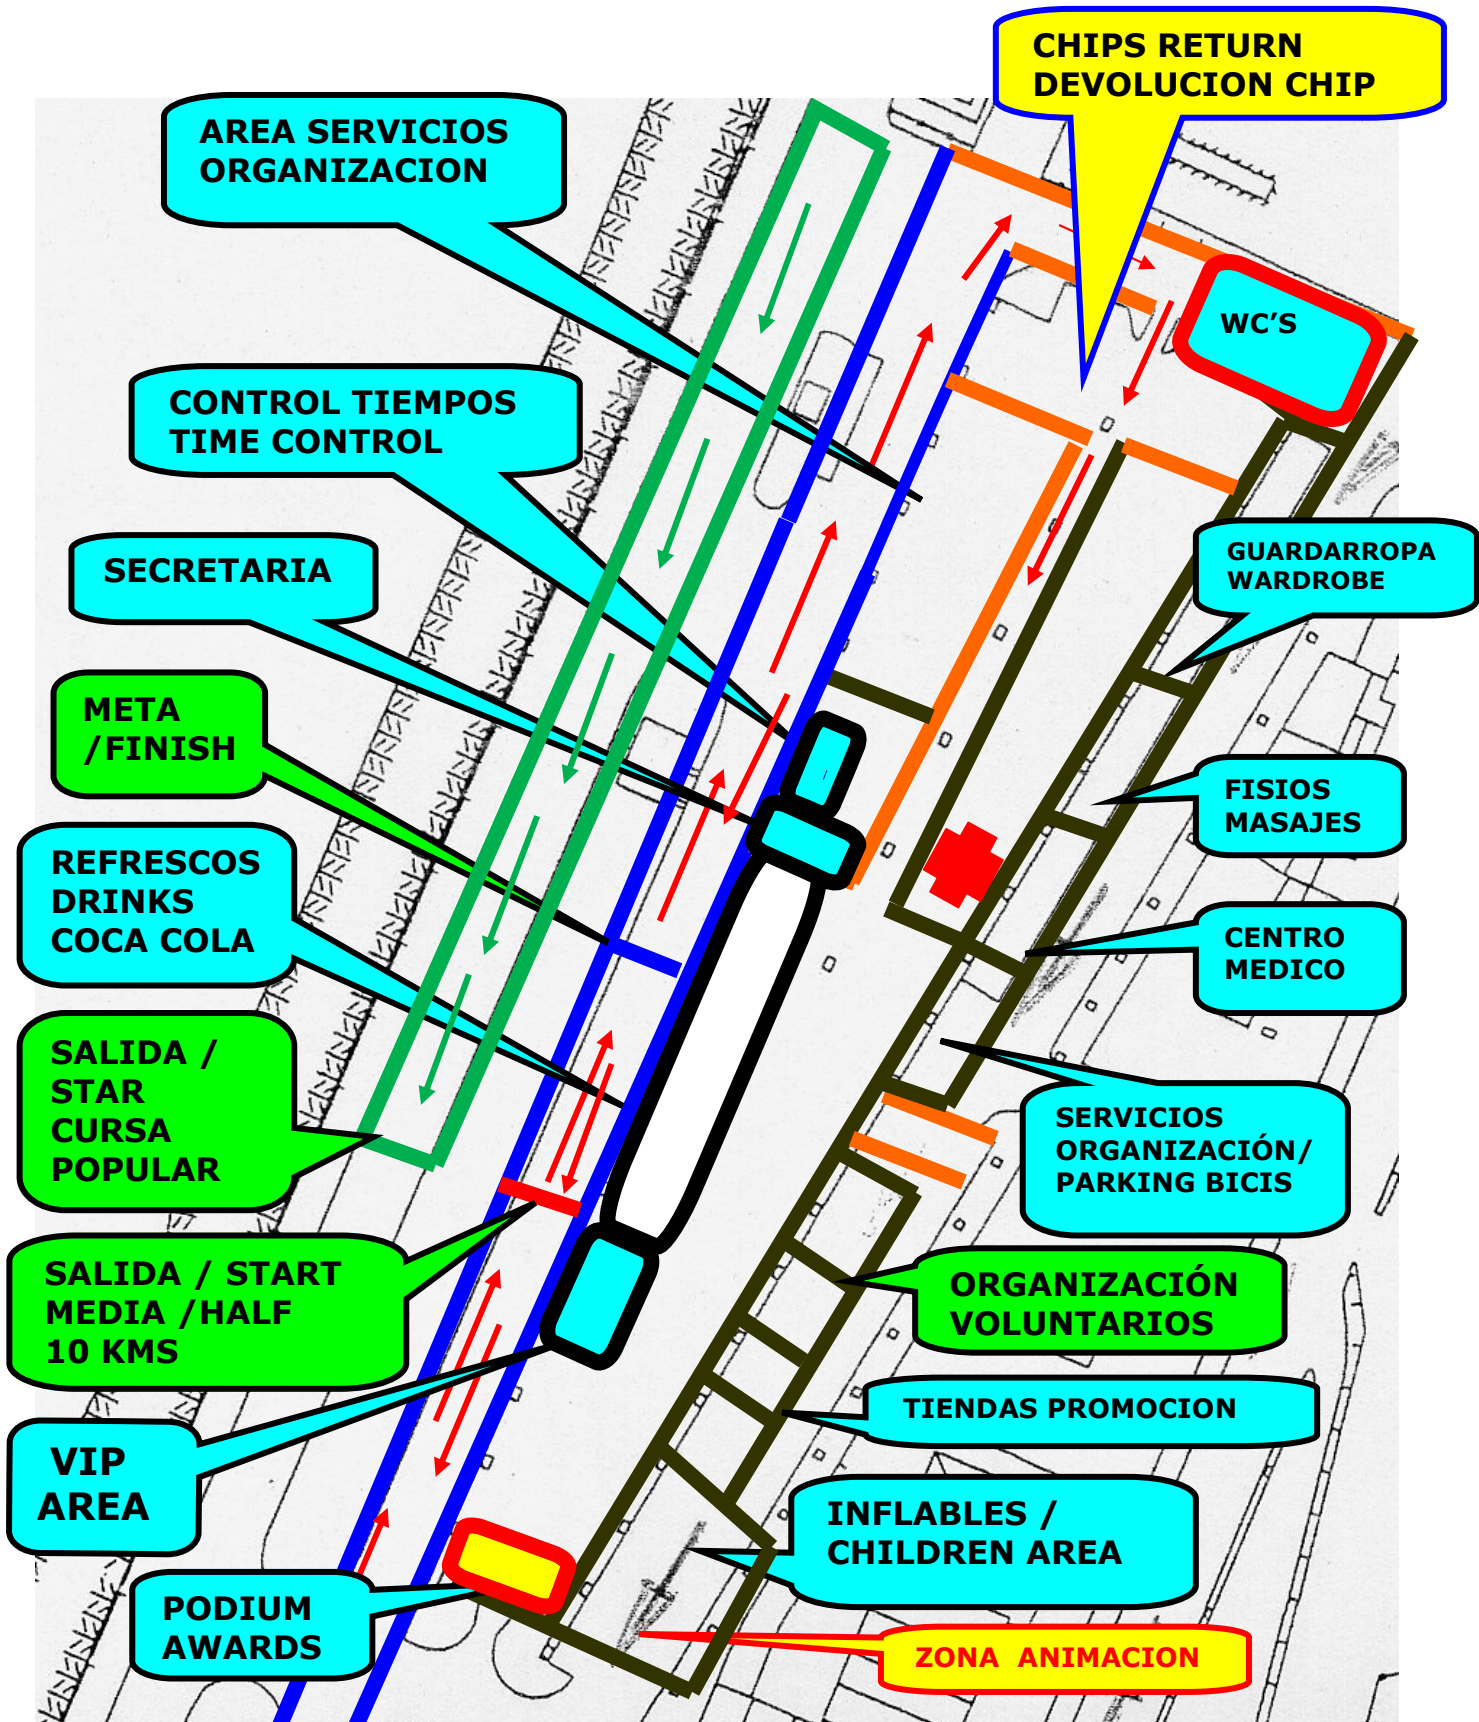 CHIPS RETURN
DEVOLUCION CHIP
AREA SERVICIOS
ORGANIZACION
WC'S
CONTROL TIEMPOS
TIME CONTROL
SECRETARIA
GUARDARROPA
WARDROBE
META
/FINISH
FISIOS
MASAJES
REFRESCOS
DRINKS
COCA COLA
CENTRO
MEDICO
SALIDA /
STAR
CURSA
POPULAR
SERVICIOS
ORGANIZACIÓN/
PARKING BICIS
SALIDA / START
MEDIA /HALF
10 KMS
ORGANIZACIÓN
VOLUNTARIOS
TIENDAS PROMOCION
VIP
AREA
INFLABLES /
CHILDREN AREA
PODIUM
AWARDS
ZONA  ANIMACION